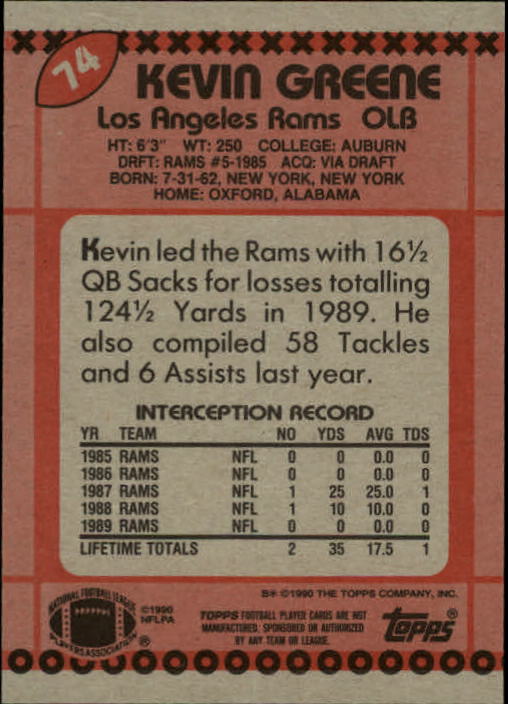 74
KEVIN GREENE
Los Angeles Rams OLB
HT: 6'3" WT: 250 COLLEGE: AUBURN
DRFT: RAMS #5-1985 ACQ: VIA DRAFT
BORN: 7-31-62, NEW YORK, NEW YORK
HOME: OXFORD, ALABAMA
Kevin led the Rams with 16½
QB Sacks for losses totalling
124½ Yards in 1989. He
also compiled 58 Tackles
and 6 Assists last year.
INTERCEPTION RECORD
YR TEAM NO YDS AVG TDS
1985 RAMS NFL 0 0 0.0 0
1986 RAMS NFL 0 0 0.0 0
1987 RAMS NFL 1 25 25.0 1
1988 RAMS NFL 1 10 10.0 0
1989 RAMS NFL 0 0 0.0 0
LIFETIME TOTALS 2 35 17.5 1
B* ©1990 THE TOPPS COMPANY, INC.
NATIONAL FOOTBALL LEAGUE
PLAYERS ASSOCIATION ®
©1990
NFLPA
TOPPS FOOTBALL PLAYER CARDS ARE NOT
MANUFACTURED, SPONSORED OR AUTHORIZED
BY ANY TEAM OR LEAGUE.
topps®